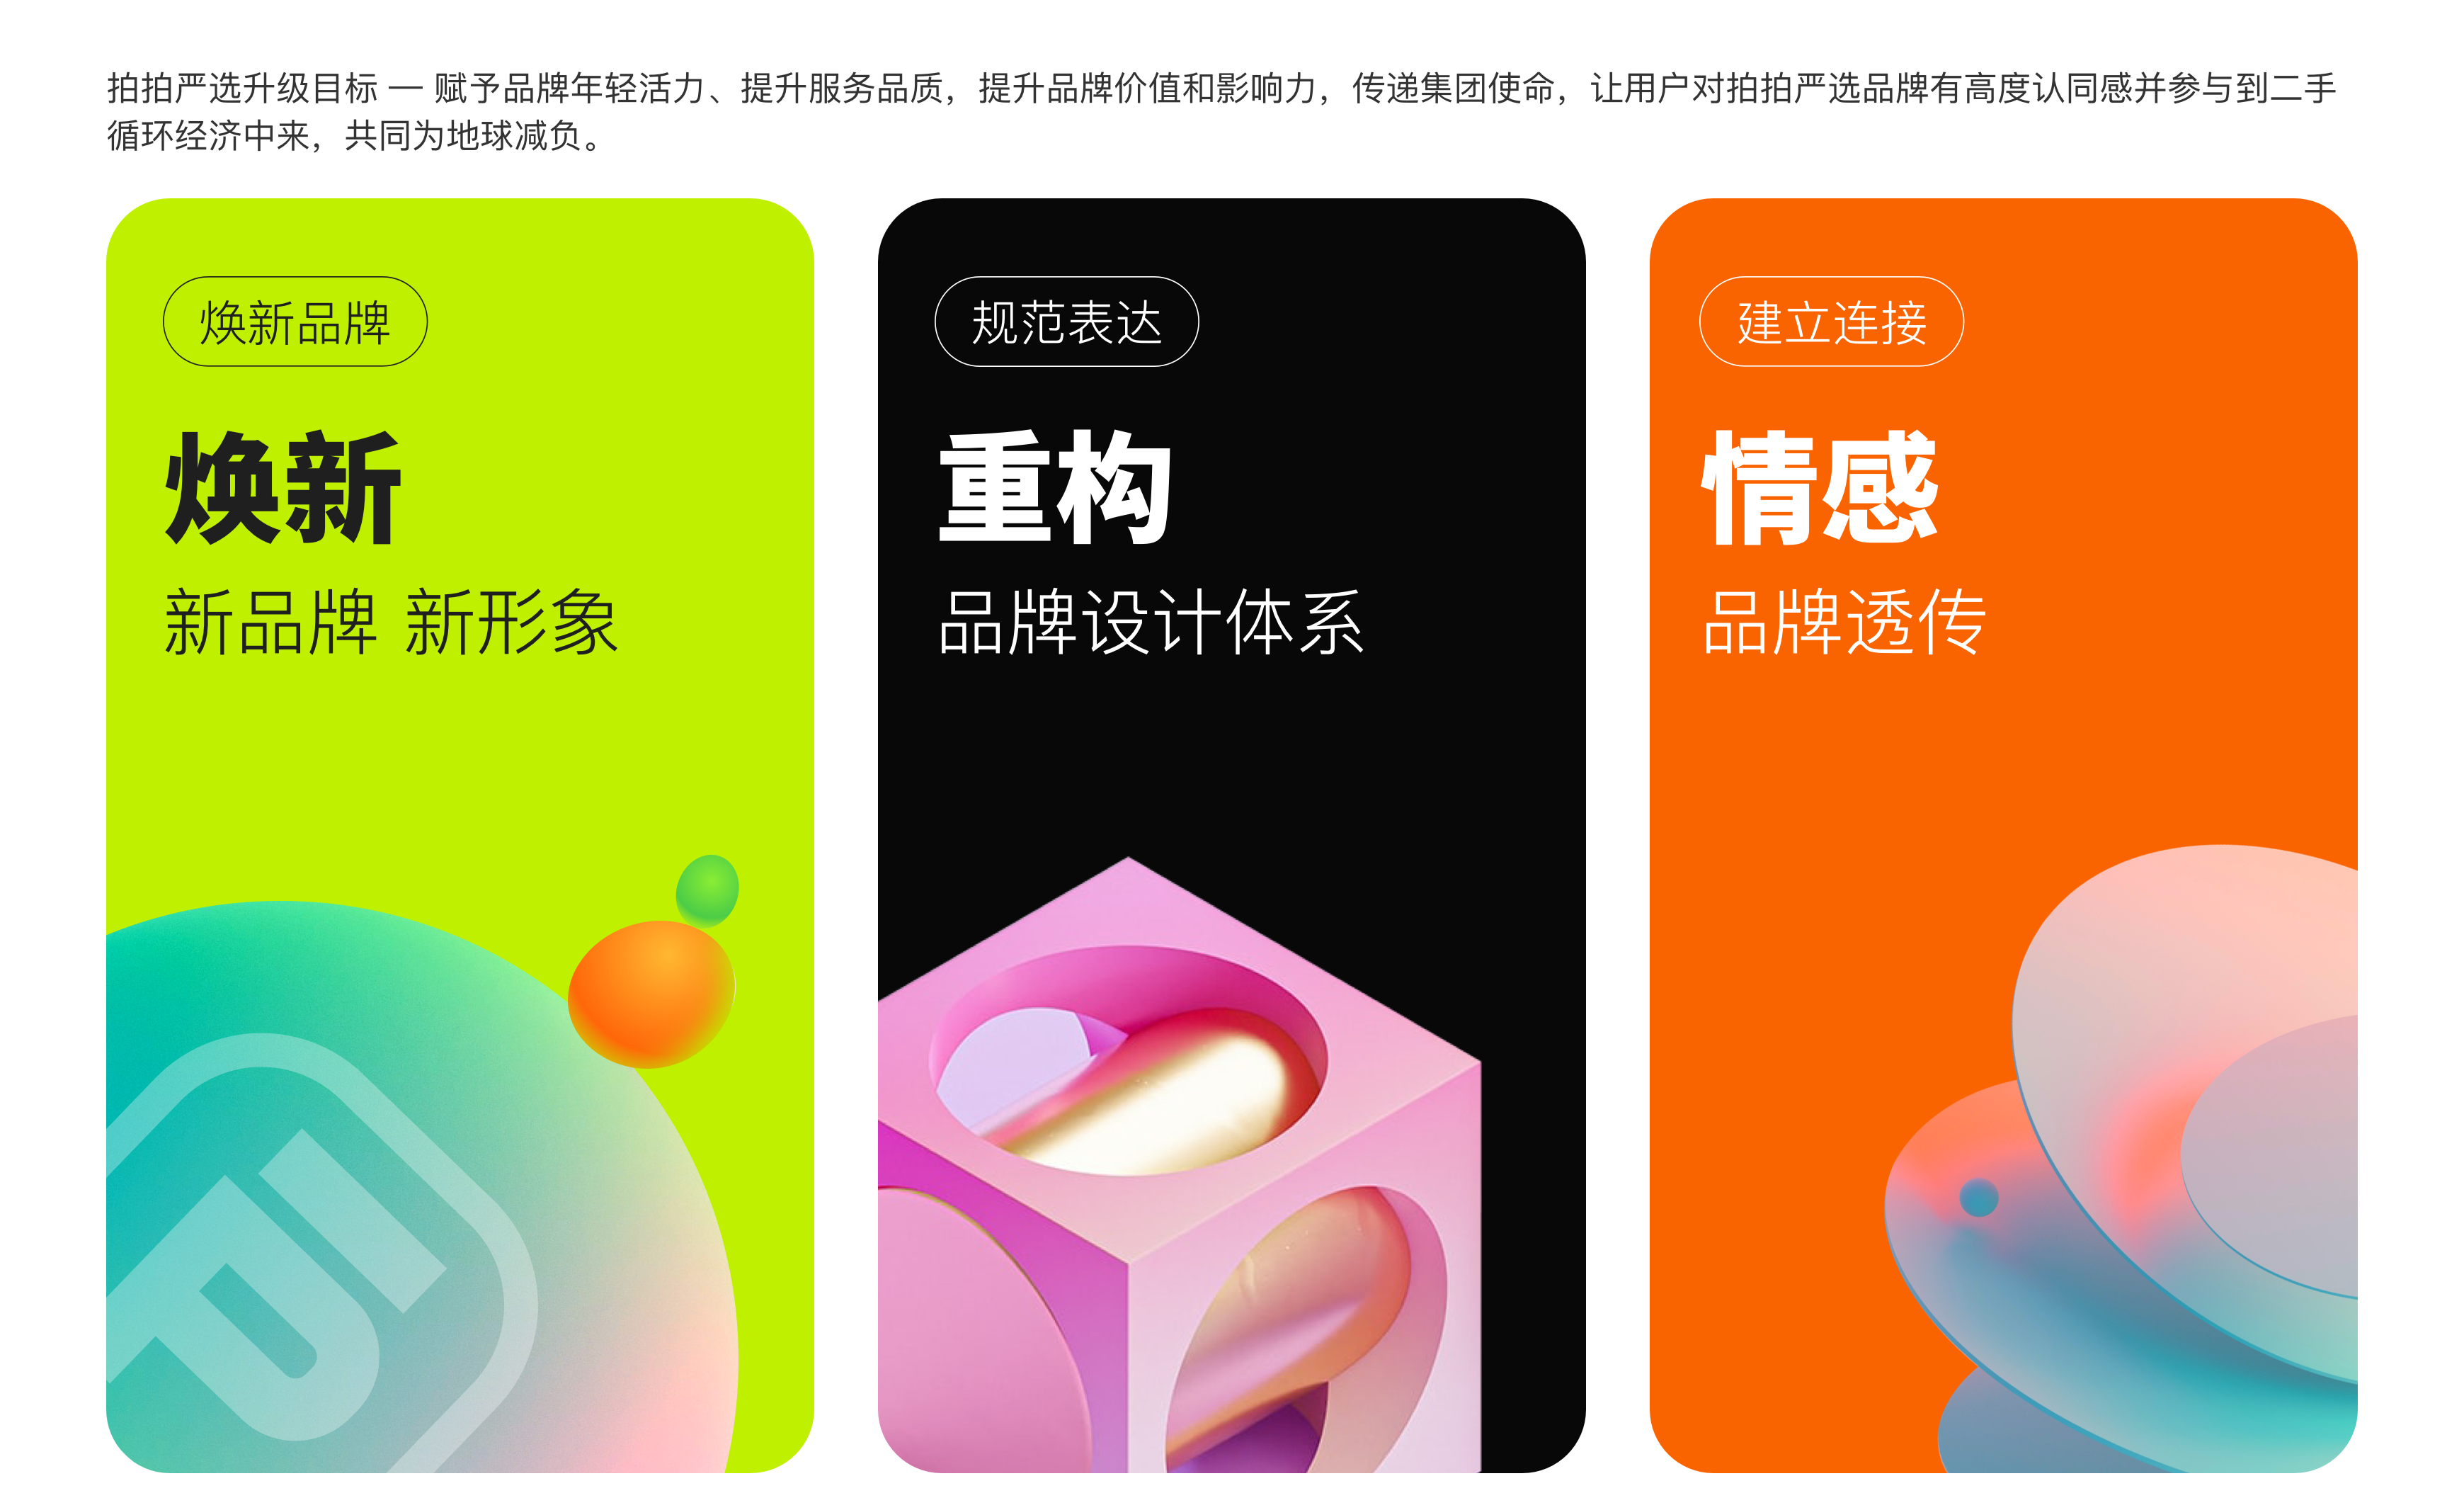 拍拍严选升级目标 — 赋予品牌年轻活力、提升服务品质，提升品牌价值和影响力，传递集团使命，让用户对拍拍严选品牌有高度认同感并参与到二手
循环经济中来，共同为地球减负。
焕新品牌
焕新
新品牌 新形象
规范表达
重构
品牌设计体系
建立连接
情感
品牌透传